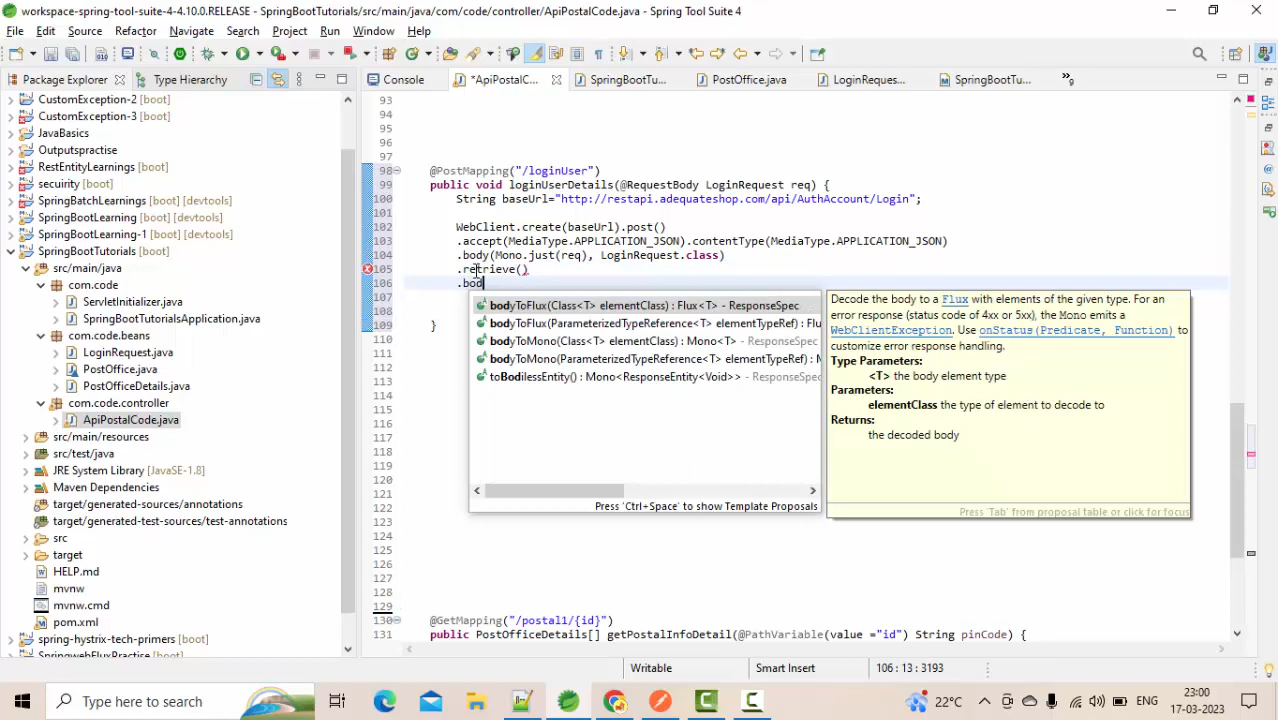 workspace-spring-tool-suite-4-4.10.0.RELEASE - SpringBootTutorials/src/main/java/com/code/controller/ApiPostalCode.java - Spring Tool Suite 4
File Edit Source Refactor Navigate Search Project Run Window Help
Package Explorer Type Hierarchy
Console *ApiPostalC... SpringBootTu... PostOffice.java LoginReques... SpringBootTu... »9
CustomException-2 [boot]
CustomException-3 [boot]
JavaBasics
Outputspractise
RestEntityLearnings [boot]
secuirity [boot]
SpringBatchLearnings [boot] [devtools]
SpringBootLearning [boot] [devtools]
SpringBootLearning-1 [boot] [devtools]
SpringBootTutorials [boot]
src/main/java
com.code
ServletInitializer.java
SpringBootTutorialsApplication.java
com.code.beans
LoginRequest.java
PostOffice.java
PostOfficeDetails.java
com.code.controller
ApiPostalCode.java
src/main/resources
src/test/java
JRE System Library [JavaSE-1.8]
Maven Dependencies
target/generated-sources/annotations
target/generated-test-sources/test-annotations
src
target
HELP.md
mvnw
mvnw.cmd
pom.xml
spring-hystrix-tech-primers [boot]
SpringwebFluxPractise [boot]
93
94
95
96
97
98 @PostMapping("/loginUser")
99 public void loginUserDetails(@RequestBody LoginRequest req) {
100 String baseUrl="http://restapi.adequateshop.com/api/AuthAccount/Login";
101
102 WebClient.create(baseUrl).post()
103 .accept(MediaType.APPLICATION_JSON).contentType(MediaType.APPLICATION_JSON)
104 .body(Mono.just(req), LoginRequest.class)
105 .retrieve()
106 .bod
107
108
109 }
110
111
112
113
114
115
116
117
118
119
120
121
122
123
124
125
126
127
128
129
130 @GetMapping("/postal1/{id}")
131 public PostOfficeDetails[] getPostalInfoDetail(@PathVariable(value ="id") String pinCode) {
bodyToFlux(Class<T> elementClass) : Flux<T> - ResponseSpec
bodyToFlux(ParameterizedTypeReference<T> elementTypeRef) : Flu
bodyToMono(Class<T> elementClass) : Mono<T> - ResponseSpec
bodyToMono(ParameterizedTypeReference<T> elementTypeRef) : M
toBodilessEntity() : Mono<ResponseEntity<Void>> - ResponseSpec
Press 'Ctrl+Space' to show Template Proposals
Decode the body to a Flux with elements of the given type. For an
error response (status code of 4xx or 5xx), the Mono emits a
WebClientException. Use onStatus(Predicate, Function) to
customize error response handling.
Type Parameters:
<T> the body element type
Parameters:
elementClass the type of element to decode to
Returns:
the decoded body
Press 'Tab' from proposal table or click for focus
Writable Smart Insert 106 : 13 : 3193
Type here to search
22°C ENG
23:00
17-03-2023